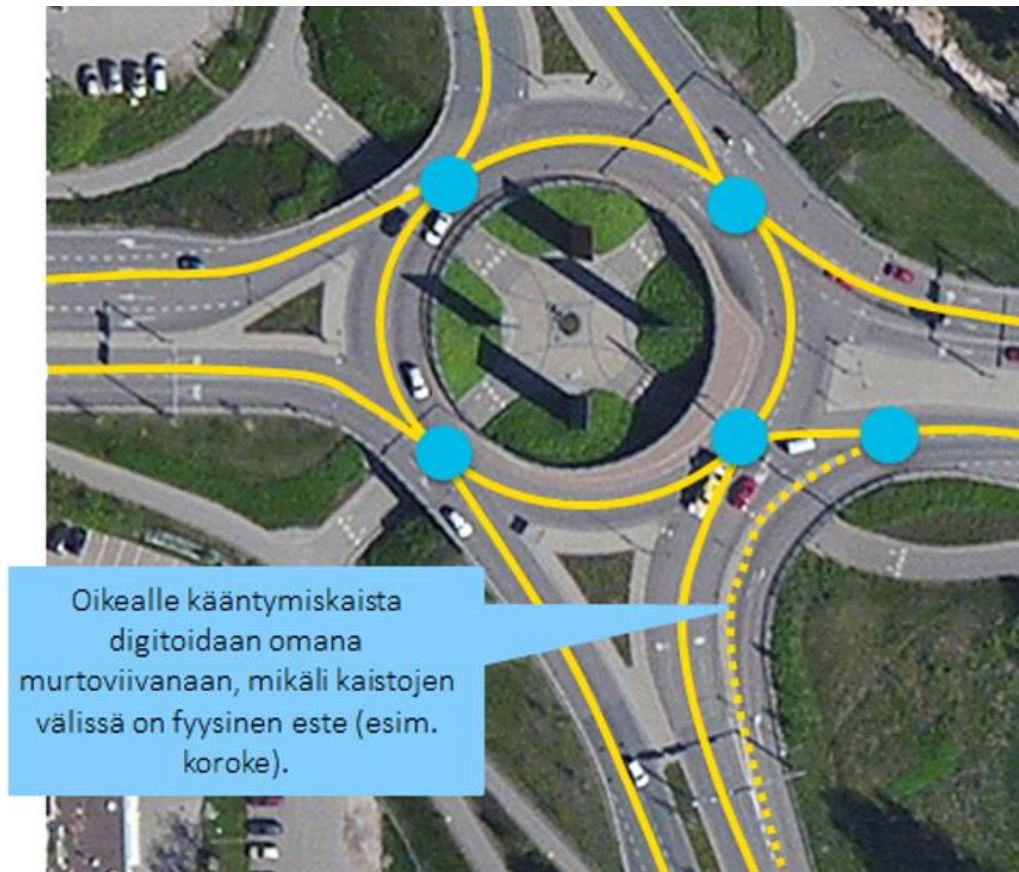 Oikealle kääntymiskaista
digitoidaan omana
murtoviivanaan, mikäli kaistojen
välissä on fyysinen este (esim.
koroke).